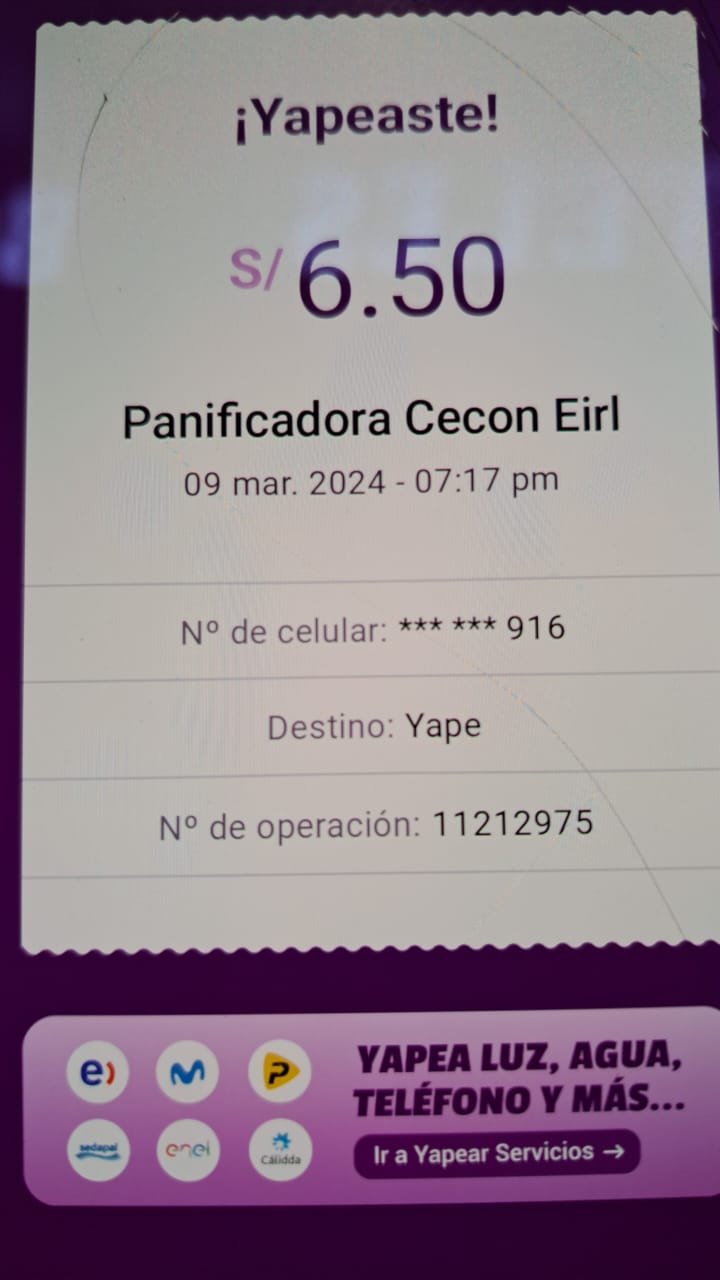 ¡Yapeaste!
S/ 6.50
Panificadora Cecon Eirl
09 mar. 2024 - 07:17 pm
Nº de celular: *** *** 916
Destino: Yape
Nº de operación: 11212975
YAPEA LUZ, AGUA,
TELÉFONO Y MÁS...
Ir a Yapear Servicios →
e)
sedapal
enel
Cálidda